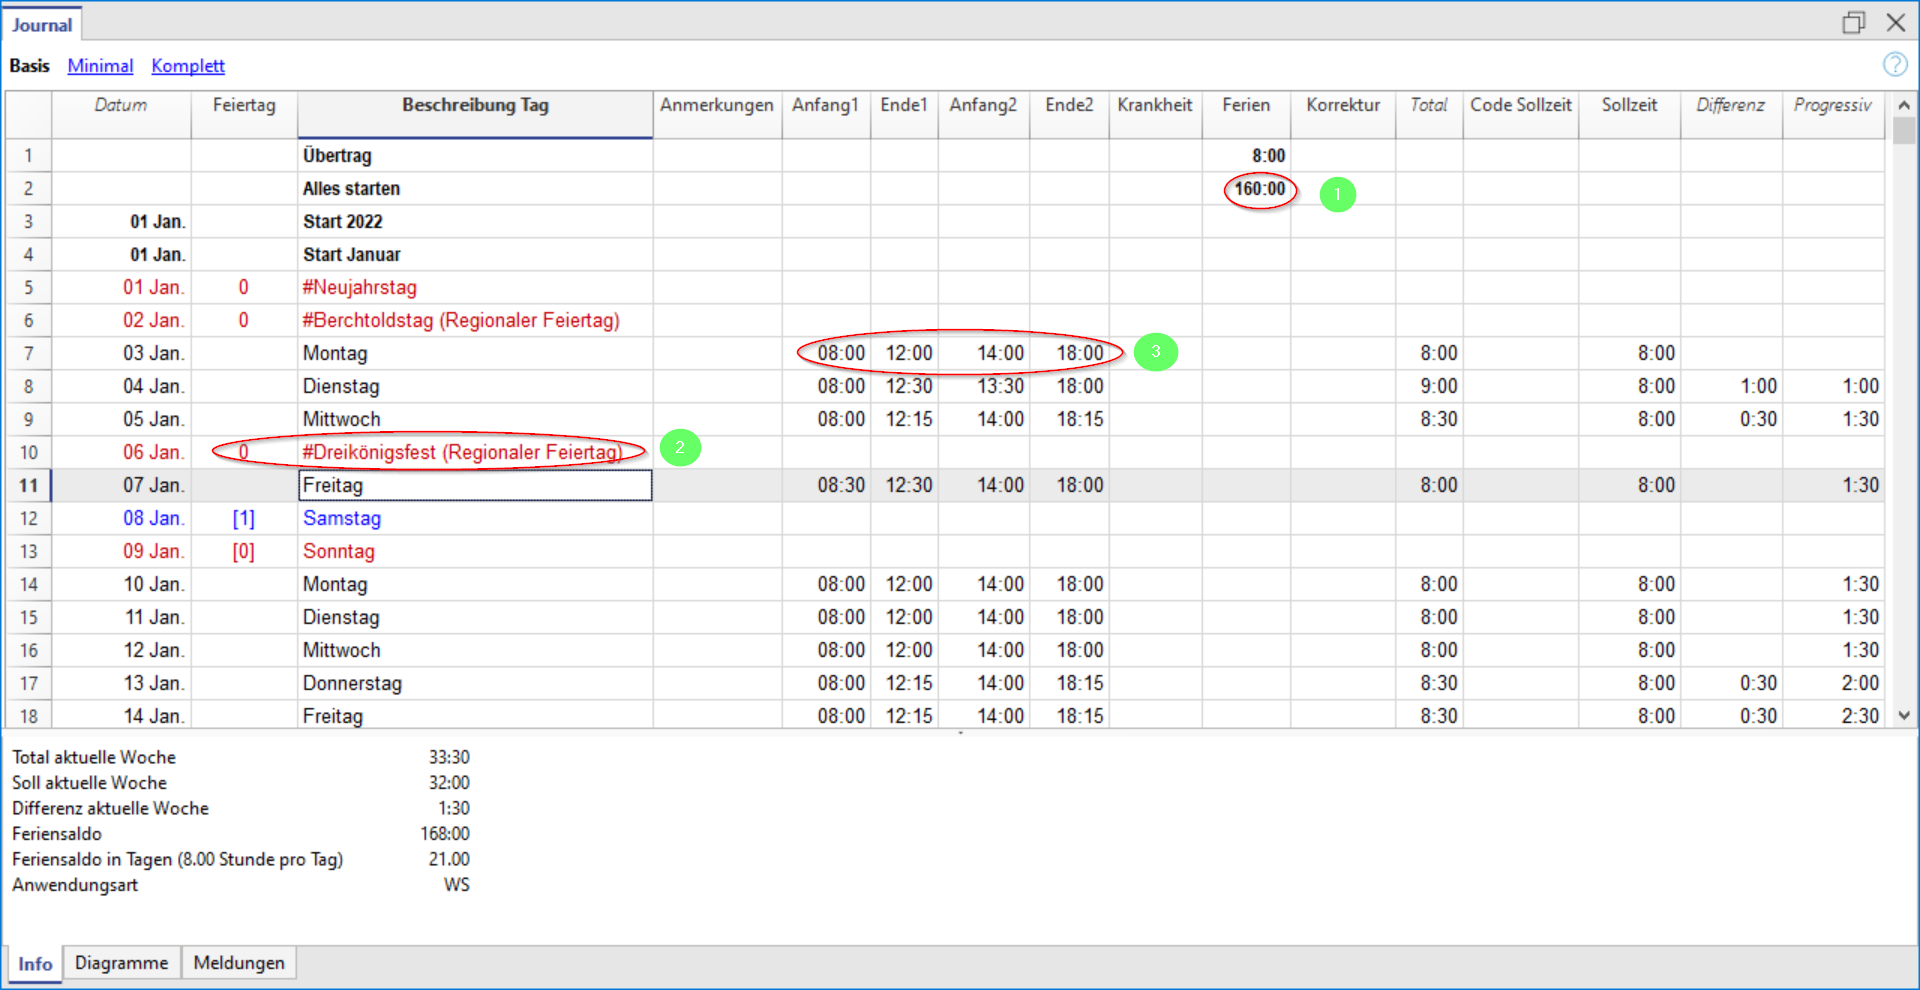 Journal
Basis Minimal Komplett ?
Datum Feiertag Beschreibung Tag Anmerkungen Anfang1 Ende1 Anfang2 Ende2 Krankheit Ferien Korrektur Total Code Sollzeit Sollzeit Differenz Progressiv
1 Übertrag 8:00
2 Alles starten 160:00 1
3 01 Jan. Start 2022
4 01 Jan. Start Januar
5 01 Jan. 0 #Neujahrstag
6 02 Jan. 0 #Berchtoldstag (Regionaler Feiertag)
7 03 Jan. Montag 08:00 12:00 14:00 18:00 3 8:00 8:00
8 04 Jan. Dienstag 08:00 12:30 13:30 18:00 9:00 8:00 1:00 1:00
9 05 Jan. Mittwoch 08:00 12:15 14:00 18:15 8:30 8:00 0:30 1:30
10 06 Jan. 0 #Dreikönigsfest (Regionaler Feiertag) 2
11 07 Jan. Freitag 08:30 12:30 14:00 18:00 8:00 8:00 1:30
12 08 Jan. [1] Samstag
13 09 Jan. [0] Sonntag
14 10 Jan. Montag 08:00 12:00 14:00 18:00 8:00 8:00 1:30
15 11 Jan. Dienstag 08:00 12:00 14:00 18:00 8:00 8:00 1:30
16 12 Jan. Mittwoch 08:00 12:00 14:00 18:00 8:00 8:00 1:30
17 13 Jan. Donnerstag 08:00 12:15 14:00 18:15 8:30 8:00 0:30 2:00
18 14 Jan. Freitag 08:00 12:15 14:00 18:15 8:30 8:00 0:30 2:30
Total aktuelle Woche 33:30
Soll aktuelle Woche 32:00
Differenz aktuelle Woche 1:30
Feriensaldo 168:00
Feriensaldo in Tagen (8.00 Stunde pro Tag) 21.00
Anwendungsart WS
Info Diagramme Meldungen